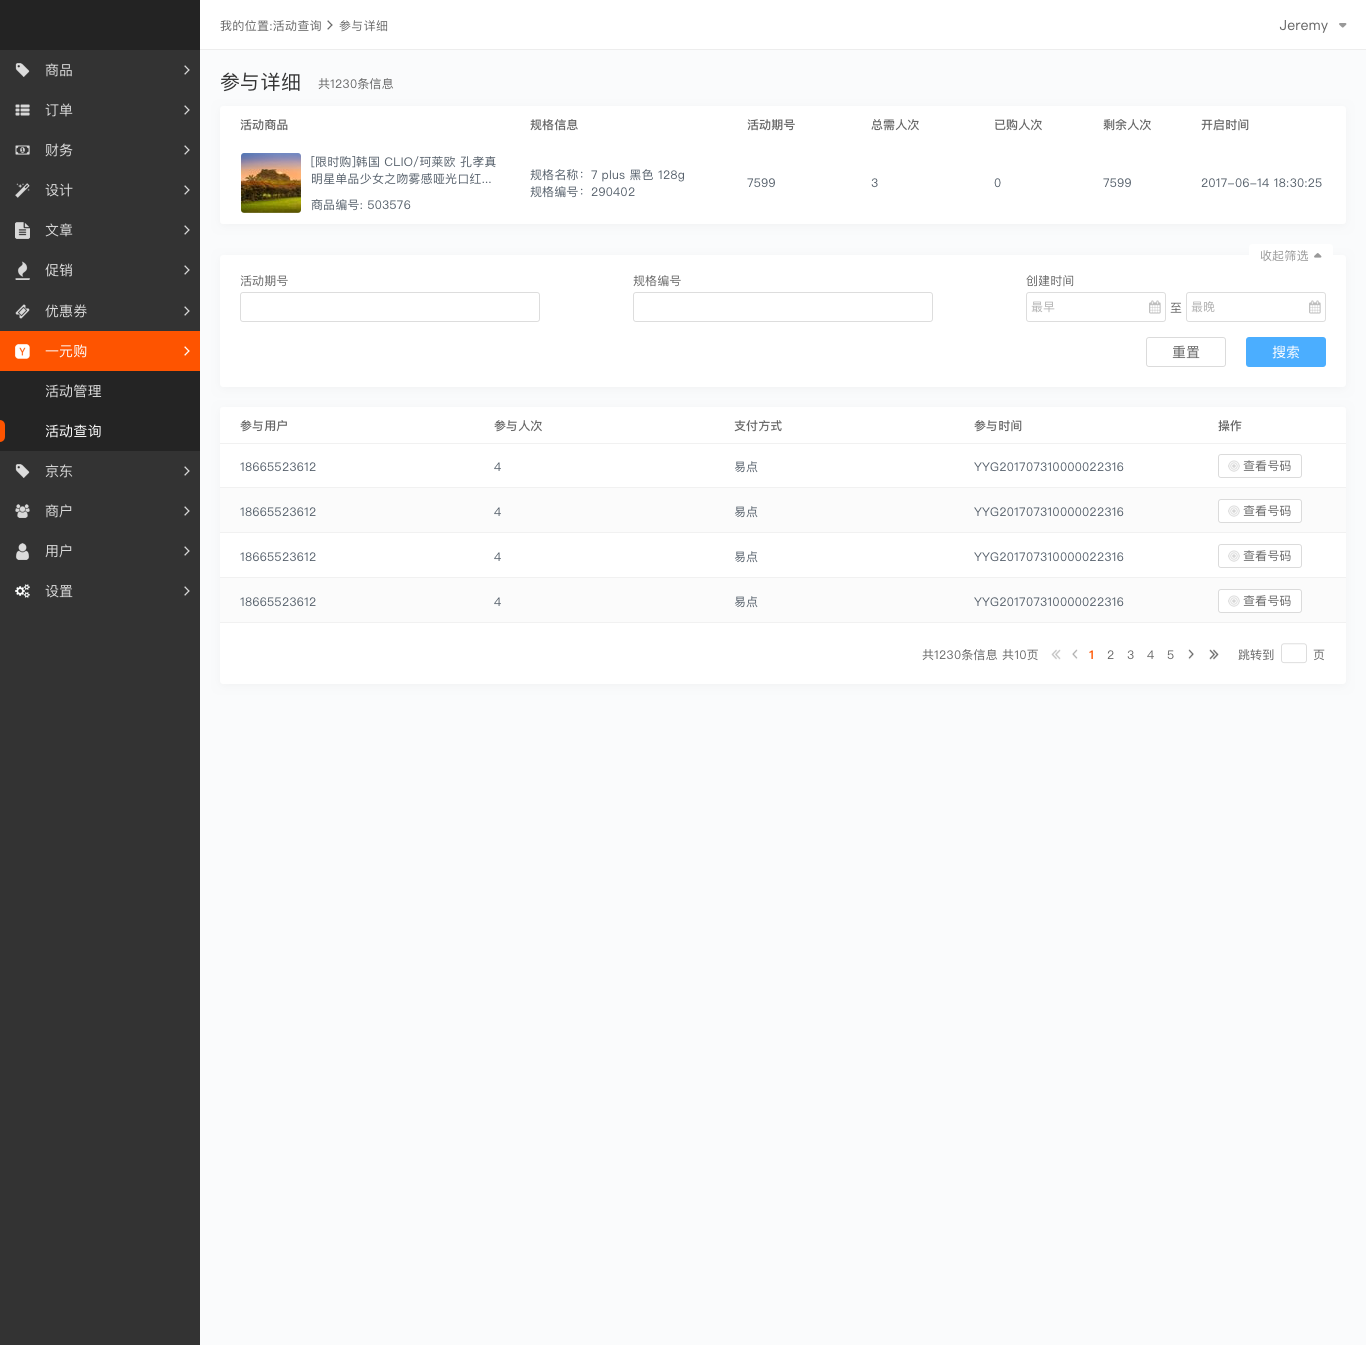 我的位置:活动查询 > 参与详细
Jeremy
商品
订单
财务
设计
文章
促销
优惠券
Y 一元购
活动管理
活动查询
京东
商户
用户
设置
参与详细 共1230条信息
活动商品 规格信息 活动期号 总需人次 已购人次 剩余人次 开启时间
[限时购]韩国 CLIO/珂莱欧 孔孝真
明星单品少女之吻雾感哑光口红...
商品编号: 503576
规格名称：7 plus 黑色 128g
规格编号：290402
7599 3 0 7599 2017-06-14 18:30:25
收起筛选
活动期号 规格编号 创建时间
最早 至 最晚
重置 搜索
参与用户 参与人次 支付方式 参与时间 操作
18665523612 4 易点 YYG201707310000022316 查看号码
18665523612 4 易点 YYG201707310000022316 查看号码
18665523612 4 易点 YYG201707310000022316 查看号码
18665523612 4 易点 YYG201707310000022316 查看号码
共1230条信息 共10页 « < 1 2 3 4 5 > » 跳转到 页